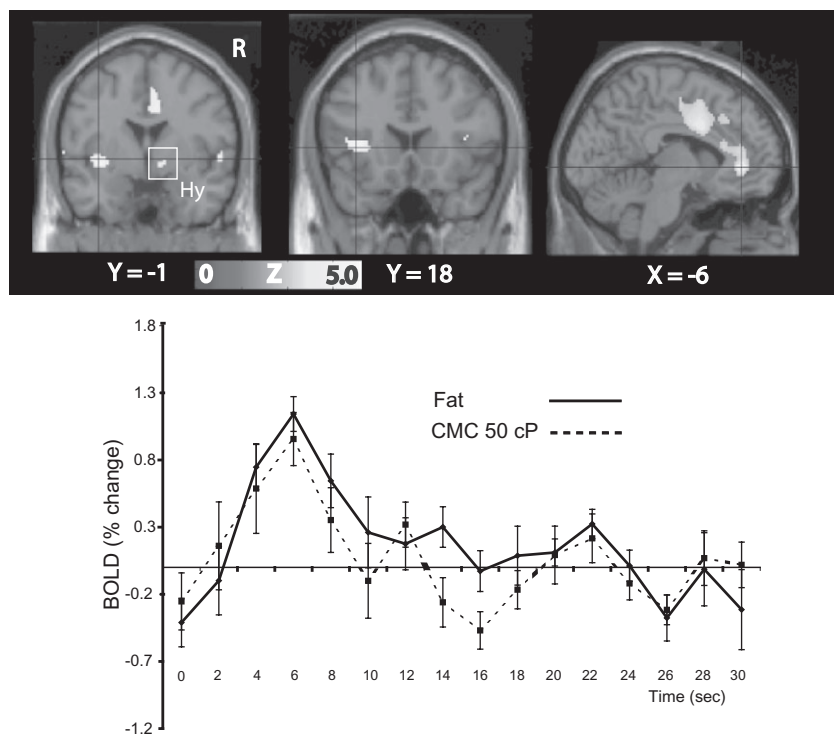 R
Hy
Y = -1
0 Z 5.0
Y = 18
X = -6
1.8
1.3
0.8
0.3
-0.2
-0.7
-1.2
BOLD (% change)
Fat
CMC 50 cP
0 2 4 6 8 10 12 14 16 18 20 22 24 26 28 30
Time (sec)